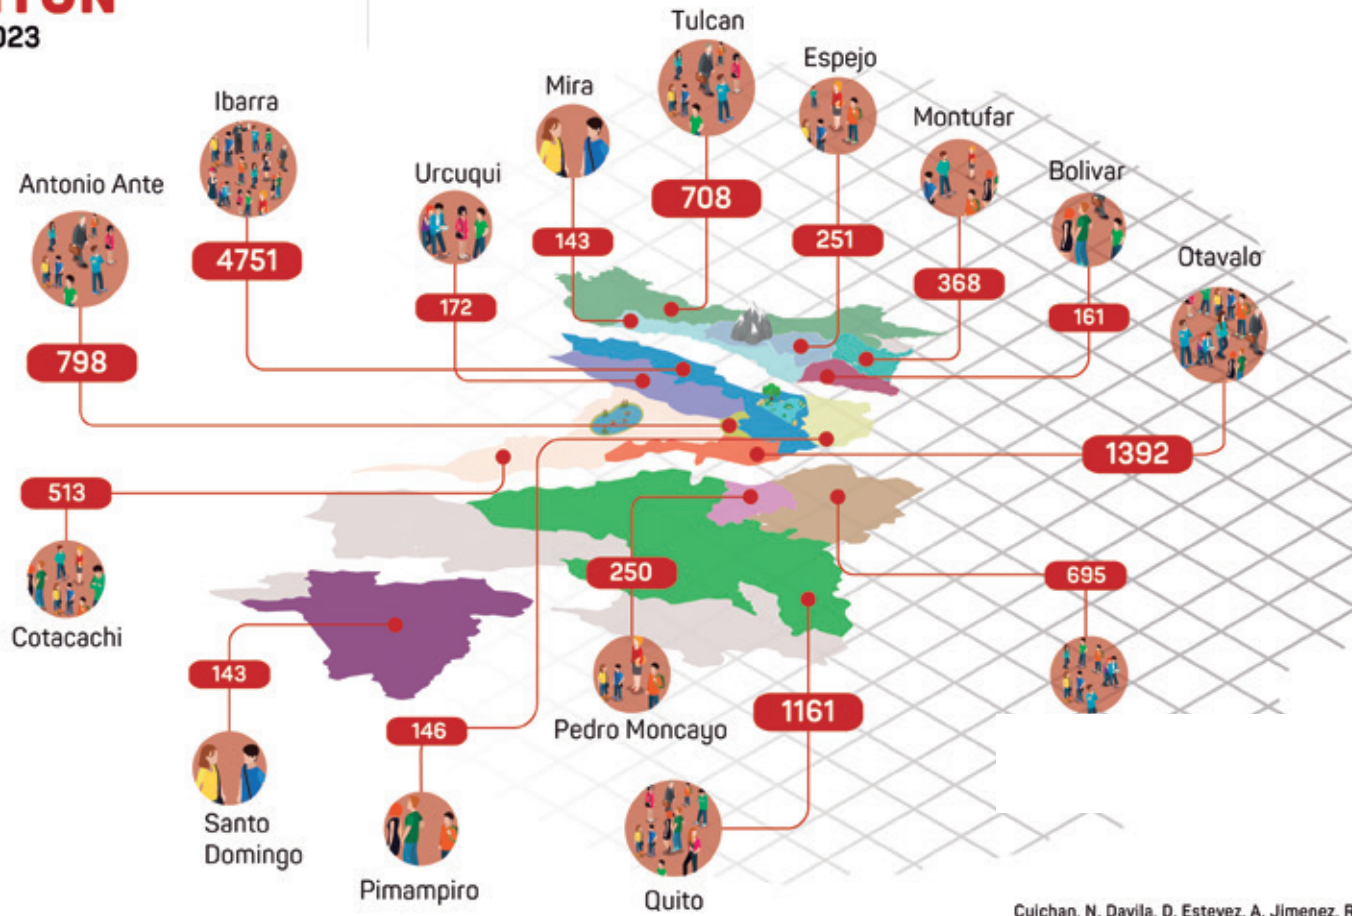 Tulcan
Espejo
Mira
Ibarra
Montufar
Urcuqui
Bolivar
Antonio Ante
708
Otavalo
143
251
4751
368
172
161
798
1392
513
250
695
Cotacachi
143
1161
146
Pedro Moncayo
Santo
Domingo
Pimampiro
Quito
Cuichan, N. Davila, D. Estevez, A. Jimenez, R